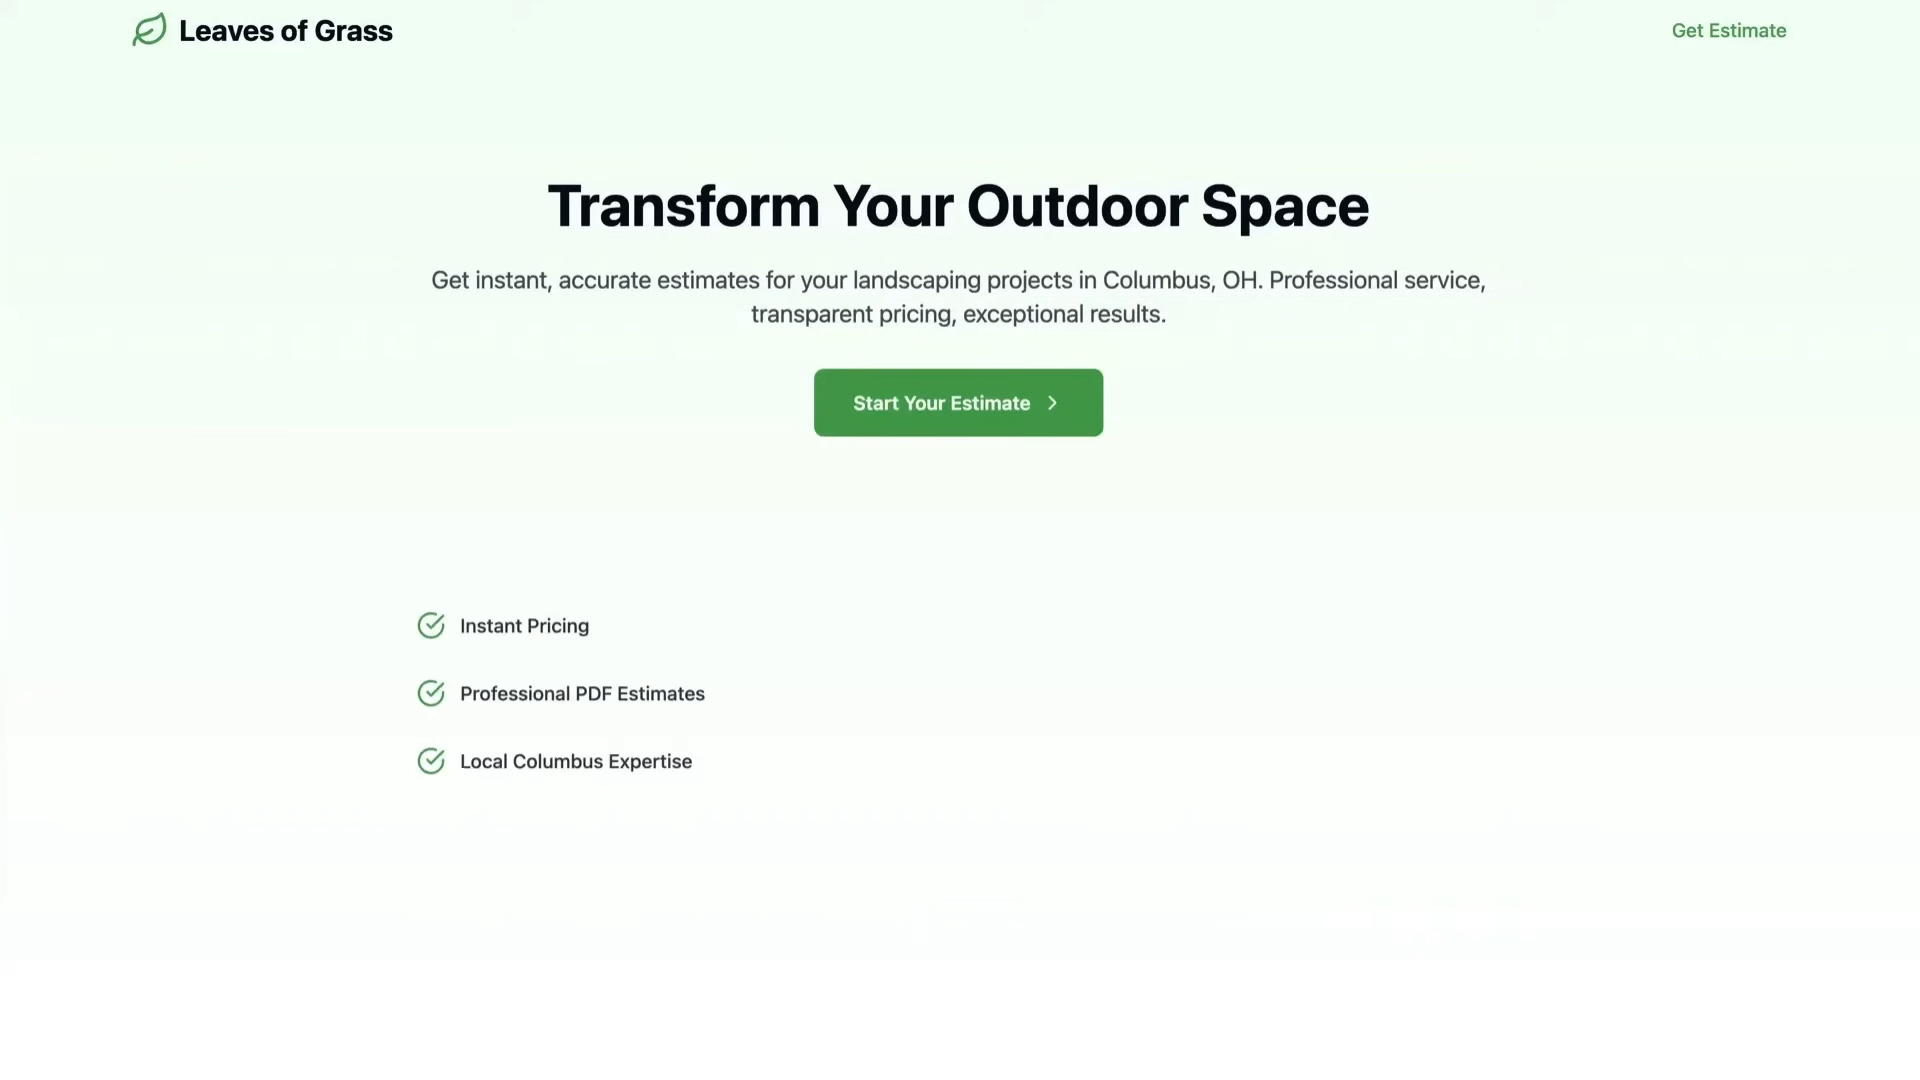 Leaves of Grass
Get Estimate
Transform Your Outdoor Space
Get instant, accurate estimates for your landscaping projects in Columbus, OH. Professional service,
transparent pricing, exceptional results.
Start Your Estimate
Instant Pricing
Professional PDF Estimates
Local Columbus Expertise